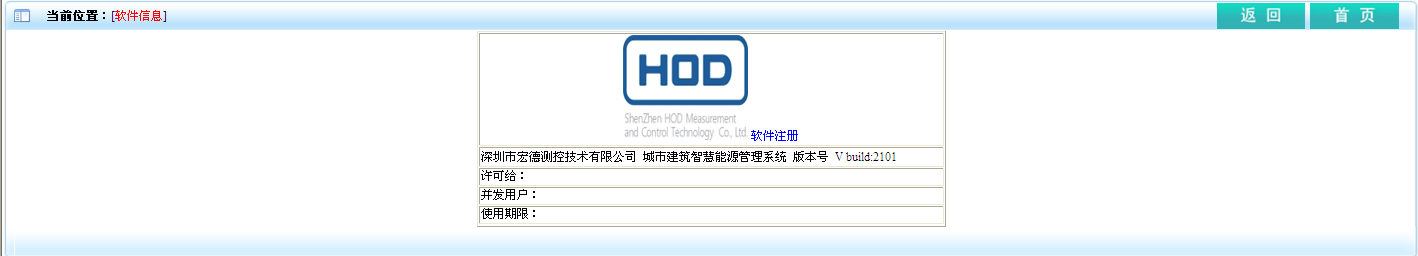 当前位置：[软件信息]
返 回
首 页
HOD
ShenZhen HOD Measurement
and Control Technology Co., Ltd. 软件注册
深圳市宏德测控技术有限公司 城市建筑智慧能源管理系统 版本号 V build:2101
许可给：
并发用户：
使用期限：